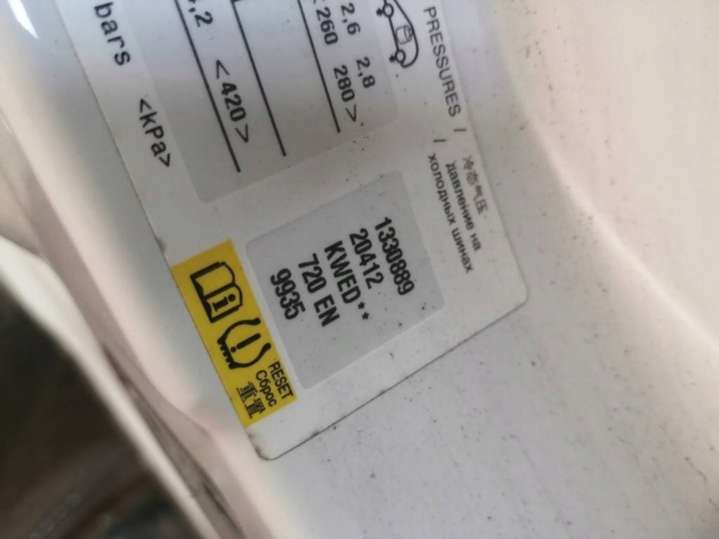 PRESSURES /
冷态气压
/ давление на
холодных шинах
2,6 2,8
260 280>
,2
<420>
bars
<kPa>
1330889
20412
KWED**
720 EN
9935
RESET
Сброс
重置